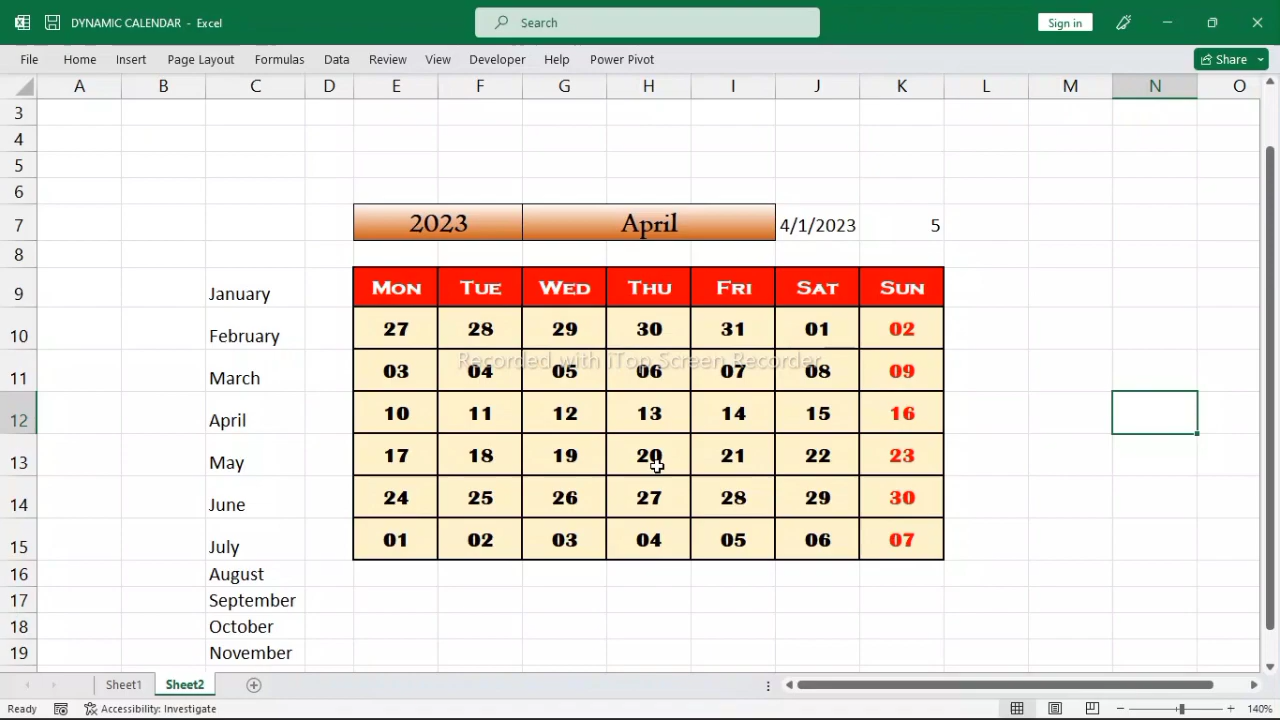 DYNAMIC CALENDAR - Excel
Search
Sign in
File Home Insert Page Layout Formulas Data Review View Developer Help Power Pivot
Share
A B C D E F G H I J K L M N O
3
4
5
6
7 2023 April 4/1/2023 5
8
9 January MON TUE WED THU FRI SAT SUN
10 February 27 28 29 30 31 01 02
Recorded with iTop Screen Recorder
11 March 03 04 05 06 07 08 09
12 April 10 11 12 13 14 15 16
13 May 17 18 19 20 21 22 23
14 June 24 25 26 27 28 29 30
15 July 01 02 03 04 05 06 07
16 August
17 September
18 October
19 November
Sheet1 Sheet2
Ready Accessibility: Investigate 140%